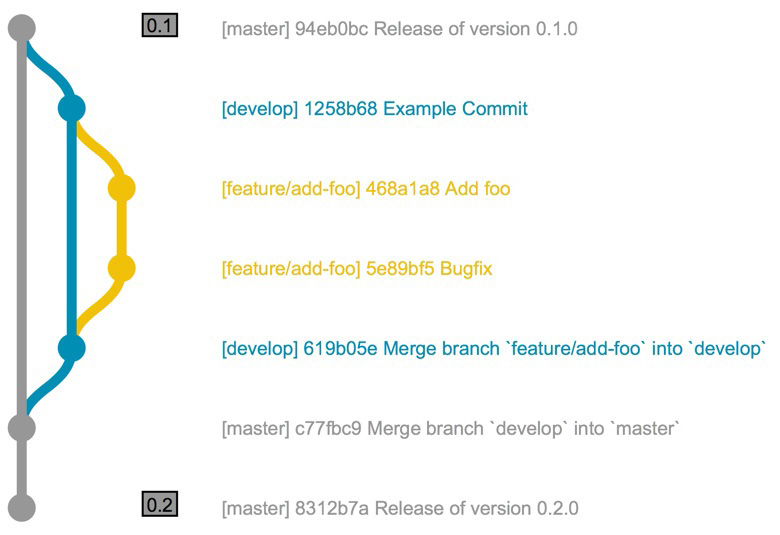 0.1 [master] 94eb0bc Release of version 0.1.0
[develop] 1258b68 Example Commit
[feature/add-foo] 468a1a8 Add foo
[feature/add-foo] 5e89bf5 Bugfix
[develop] 619b05e Merge branch `feature/add-foo` into `develop`
[master] c77fbc9 Merge branch `develop` into `master`
0.2 [master] 8312b7a Release of version 0.2.0